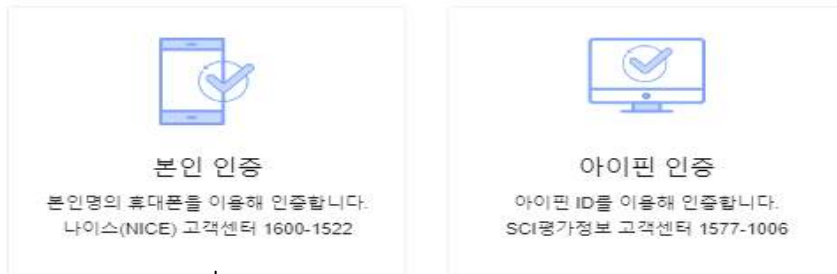 본인 인증
본인명의 휴대폰을 이용해 인증합니다.
나이스(NICE) 고객센터 1600-1522
아이핀 인증
아이핀 ID를 이용해 인증합니다.
SCI평가정보 고객센터 1577-1006